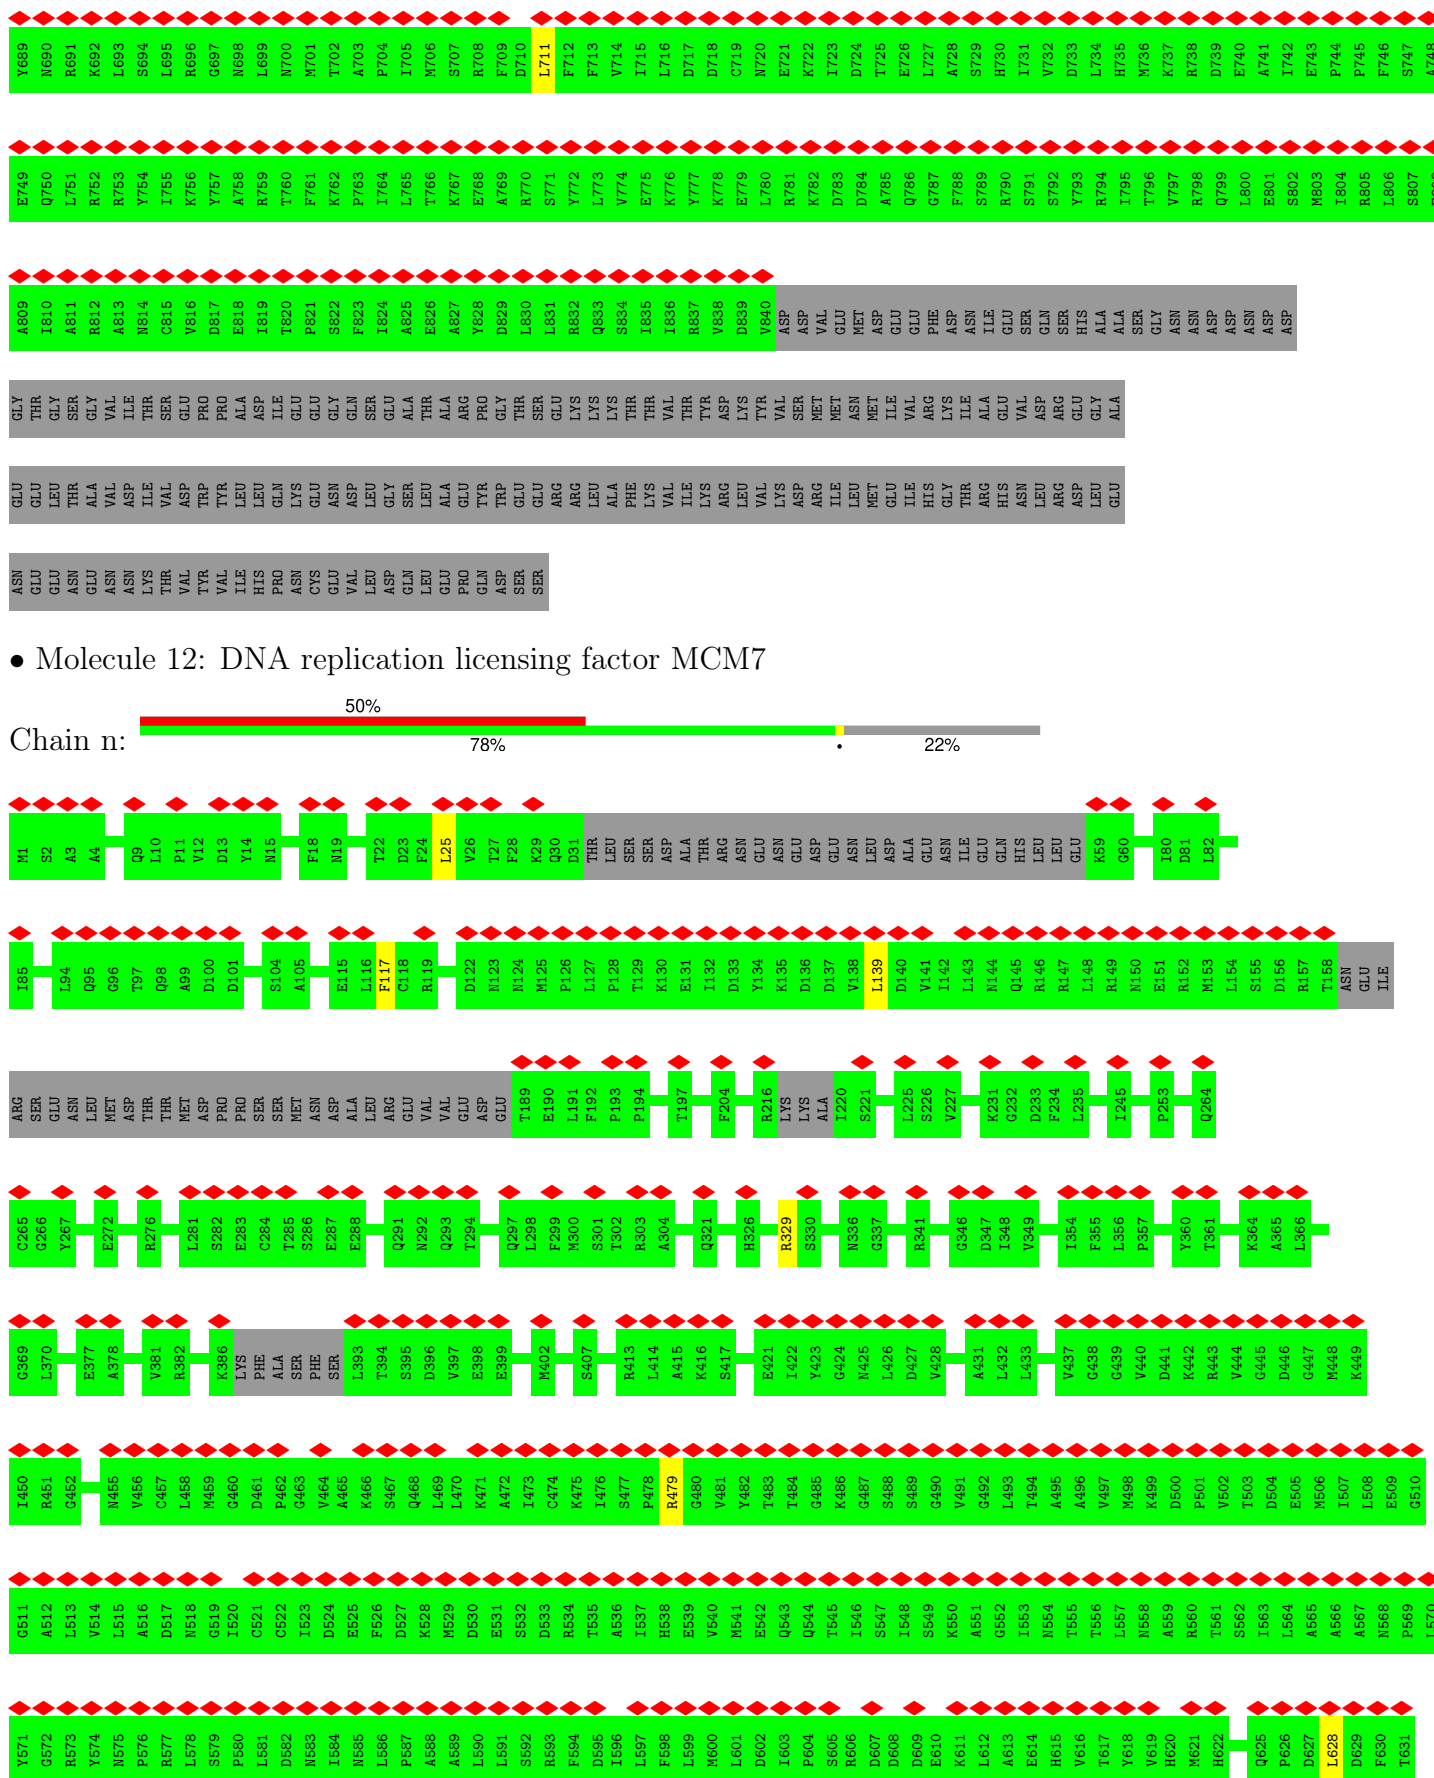 Y689 N690 R691 K692 L693 S694 L695 R696 G697 N698 L699 N700 M701 T702 A703 P704 I705 M706 S707 R708 F709 D710 L711 F712 F713 V714 I715 L716 D717 D718 C719 N720 E721 K722 I723 D724 T725 E726 L727 A728 S729 H730 I731 V732 D733 L734 H735 M736 K737 R738 D739 E740 A741 I742 E743 P744 P745 F746 S747 A748
E749 Q750 L751 R752 R753 Y754 I755 K756 Y757 A758 R759 T760 F761 K762 P763 I764 L765 T766 K767 E768 A769 R770 S771 Y772 L773 V774 E775 K776 Y777 K778 E779 L780 R781 K782 D783 D784 A785 Q786 G787 F788 S789 R790 S791 S792 Y793 R794 I795 T796 V797 R798 Q799 L800 E801 S802 M803 I804 R805 L806 S807
A809 I810 A811 R812 A813 N814 C815 V816 D817 E818 I819 T820 P821 S822 F823 I824 A825 E826 A827 Y828 D829 L830 L831 R832 Q833 S834 I835 I836 R837 V838 D839 V840 ASP ASP VAL GLU MET ASP GLU GLU PHE ASP ASN ILE GLU SER GLN SER HIS ALA ALA SER GLY ASN ASN ASP ASP ASN ASP ASP
GLY THR GLY SER GLY VAL ILE THR SER GLU PRO PRO ALA ASP ILE GLU GLU GLY GLN SER GLU ALA THR ALA ARG PRO GLY THR SER GLU LYS LYS LYS THR THR VAL THR TYR ASP LYS TYR VAL SER MET MET ASN MET ILE VAL ARG LYS ILE ALA GLU VAL ASP ARG GLU GLY ALA
GLU GLU LEU THR ALA VAL ASP ILE VAL ASP TRP TYR LEU LEU GLN LYS GLU ASN ASP LEU GLY SER LEU ALA GLU TYR TRP GLU GLU ARG ARG LEU ALA PHE LYS VAL ILE LYS ARG LEU VAL LYS ASP ARG ILE LEU MET GLU ILE HIS GLY THR ARG HIS ASN LEU ARG ASP LEU GLU
ASN GLU GLU ASN GLU ASN ASN LYS THR VAL TYR VAL ILE HIS PRO ASN CYS GLU VAL LEU ASP GLN LEU GLU PRO GLN ASP SER SER
• Molecule 12: DNA replication licensing factor MCM7
50%
Chain n:
78% • 22%
M1 S2 A3 A4 Q9 L10 P11 V12 D13 Y14 N15 F18 N19 T22 D23 F24 L25 V26 T27 F28 K29 Q30 D31 THR LEU SER SER ASP ALA THR ARG ASN GLU ASN GLU ASP GLU ASN LEU ASP ALA GLU ASN ILE GLU GLN HIS LEU LEU GLU K59 G60 I80 D81 L82
I85 L94 Q95 G96 T97 Q98 A99 D100 D101 S104 A105 E115 L116 F117 C118 R119 D122 N123 N124 M125 P126 L127 P128 T129 K130 E131 I132 D133 Y134 K135 D136 D137 V138 L139 D140 V141 I142 L143 N144 Q145 R146 R147 L148 R149 N150 E151 R152 M153 L154 S155 D156 R157 T158 ASN GLU ILE
ARG SER GLU ASN LEU MET ASP THR THR MET ASP PRO PRO SER SER MET ASN ASP ALA LEU ARG GLU VAL VAL GLU ASP GLU T189 E190 L191 F192 P193 P194 T197 F204 R216 LYS LYS ALA I220 S221 L225 S226 V227 K231 G232 D233 F234 L235 I245 P253 Q264
C265 G266 Y267 E272 R276 L281 S282 E283 C284 T285 S286 E287 E288 Q291 N292 Q293 T294 Q297 L298 F299 M300 S301 T302 R303 A304 Q321 H326 R329 S330 N336 G337 R341 G346 D347 I348 V349 I354 F355 L356 P357 Y360 T361 K364 A365 L366
G369 L370 E377 A378 V381 R382 K386 LYS PHE ALA SER PHE SER L393 T394 S395 D396 V397 E398 E399 M402 S407 R413 L414 A415 K416 S417 E421 I422 Y423 G424 N425 L426 D427 V428 A431 L432 L433 V437 G438 G439 V440 D441 K442 R443 V444 G445 D446 G447 M448 K449
I450 R451 G452 N455 V456 C457 L458 M459 G460 D461 P462 G463 V464 A465 K466 S467 Q468 L469 L470 K471 A472 I473 C474 K475 I476 S477 P478 R479 G480 V481 Y482 T483 T484 G485 K486 G487 S488 S489 G490 V491 G492 L493 T494 A495 A496 V497 M498 K499 D500 P501 V502 T503 D504 E505 M506 I507 L508 E509 G510
G511 A512 L513 V514 L515 A516 D517 N518 G519 I520 C521 C522 I523 D524 E525 F526 D527 K528 M529 D530 E531 S532 D533 R534 T535 A536 I537 H538 E539 V540 M541 E542 Q543 Q544 T545 I546 S547 I548 S549 K550 A551 G552 I553 N554 T555 T556 L557 N558 A559 R560 T561 S562 I563 L564 A565 A566 A567 N568 P569 L570
Y571 G572 R573 Y574 N575 P576 R577 L578 S579 P580 L581 D582 N583 I584 N585 L586 P587 A588 A589 L590 L591 S592 R593 F594 D595 I596 L597 F598 L599 M600 L601 D602 I603 P604 S605 R606 D607 D608 D609 E610 K611 L612 A613 E614 H615 V616 T617 Y618 V619 H620 M621 H622 Q625 P626 D627 L628 D629 F630 T631